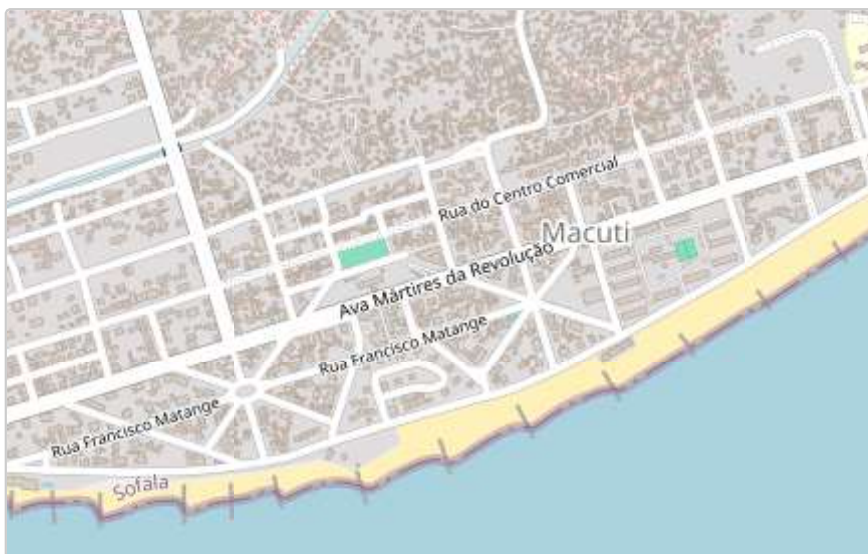 Rua do Centro Comercial
Macuti
Ava Mártires da Revolução
Rua Francisco Matange
Rua Francisco Matange
Sofala